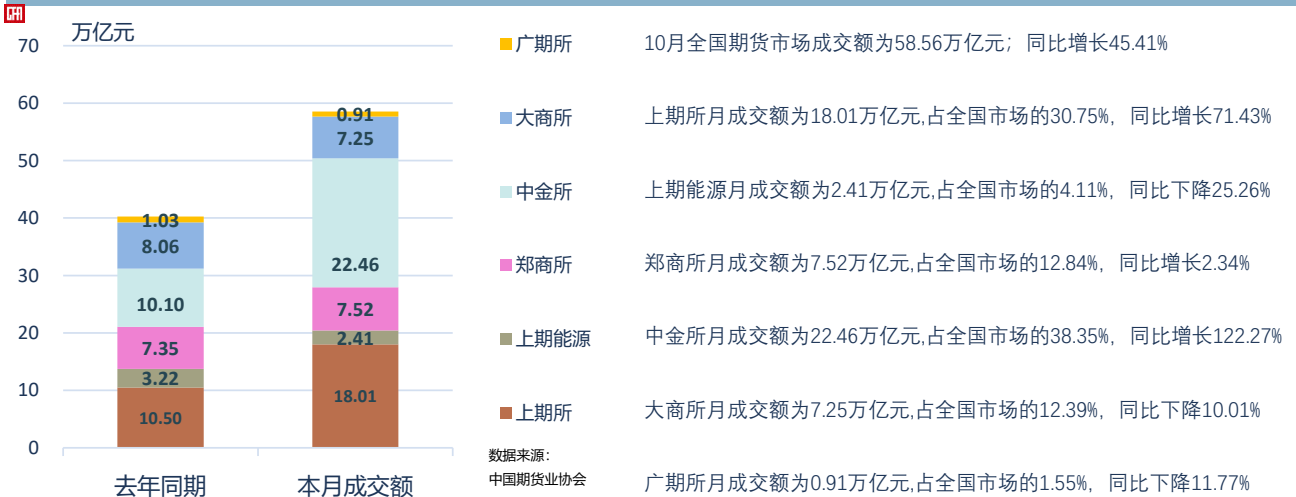 CFA
万亿元
70
60
50
40
30
20
10
0
1.03
8.06
10.10
7.35
3.22
10.50
0.91
7.25
22.46
7.52
2.41
18.01
去年同期
本月成交额
广期所
大商所
中金所
郑商所
上期能源
上期所
数据来源：
中国期货业协会
10月全国期货市场成交额为58.56万亿元；同比增长45.41%
上期所月成交额为18.01万亿元,占全国市场的30.75%，同比增长71.43%
上期能源月成交额为2.41万亿元,占全国市场的4.11%，同比下降25.26%
郑商所月成交额为7.52万亿元,占全国市场的12.84%，同比增长2.34%
中金所月成交额为22.46万亿元,占全国市场的38.35%，同比增长122.27%
大商所月成交额为7.25万亿元,占全国市场的12.39%，同比下降10.01%
广期所月成交额为0.91万亿元,占全国市场的1.55%，同比下降11.77%